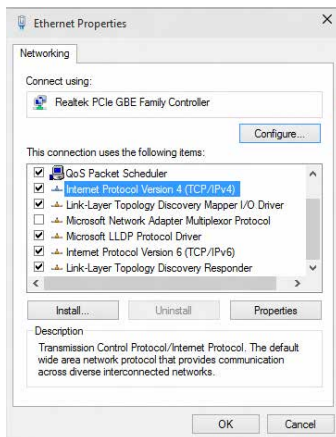 Ethernet Properties
Networking
Connect using:
Realtek PCIe GBE Family Controller
Configure...
This connection uses the following items:
QoS Packet Scheduler
Internet Protocol Version 4 (TCP/IPv4)
Link-Layer Topology Discovery Mapper I/O Driver
Microsoft Network Adapter Multiplexor Protocol
Microsoft LLDP Protocol Driver
Internet Protocol Version 6 (TCP/IPv6)
Link-Layer Topology Discovery Responder
Install... Uninstall Properties
Description
Transmission Control Protocol/Internet Protocol. The default
wide area network protocol that provides communication
across diverse interconnected networks.
OK Cancel